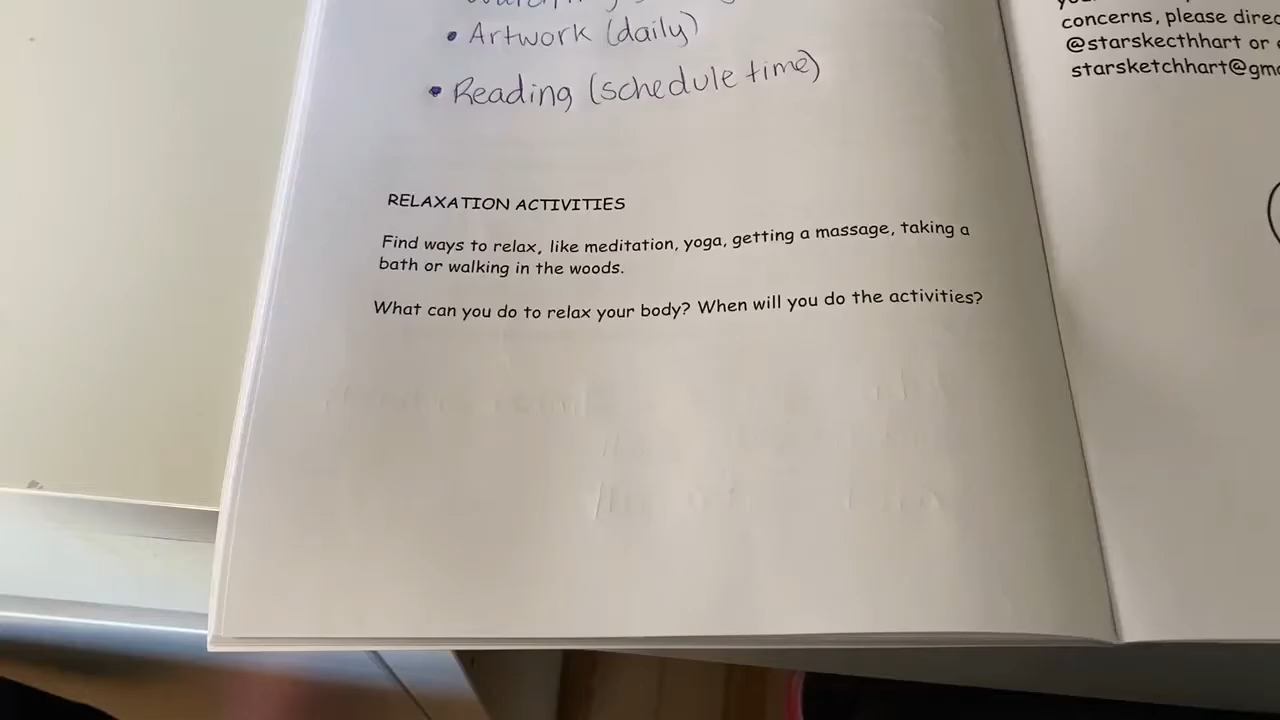 • Artwork (daily)
• Reading (schedule time)
RELAXATION ACTIVITIES
Find ways to relax, like meditation, yoga, getting a massage, taking a
bath or walking in the woods.
What can you do to relax your body? When will you do the activities?
concerns, please direc
@starskecthhart or
starsketchhart@gm